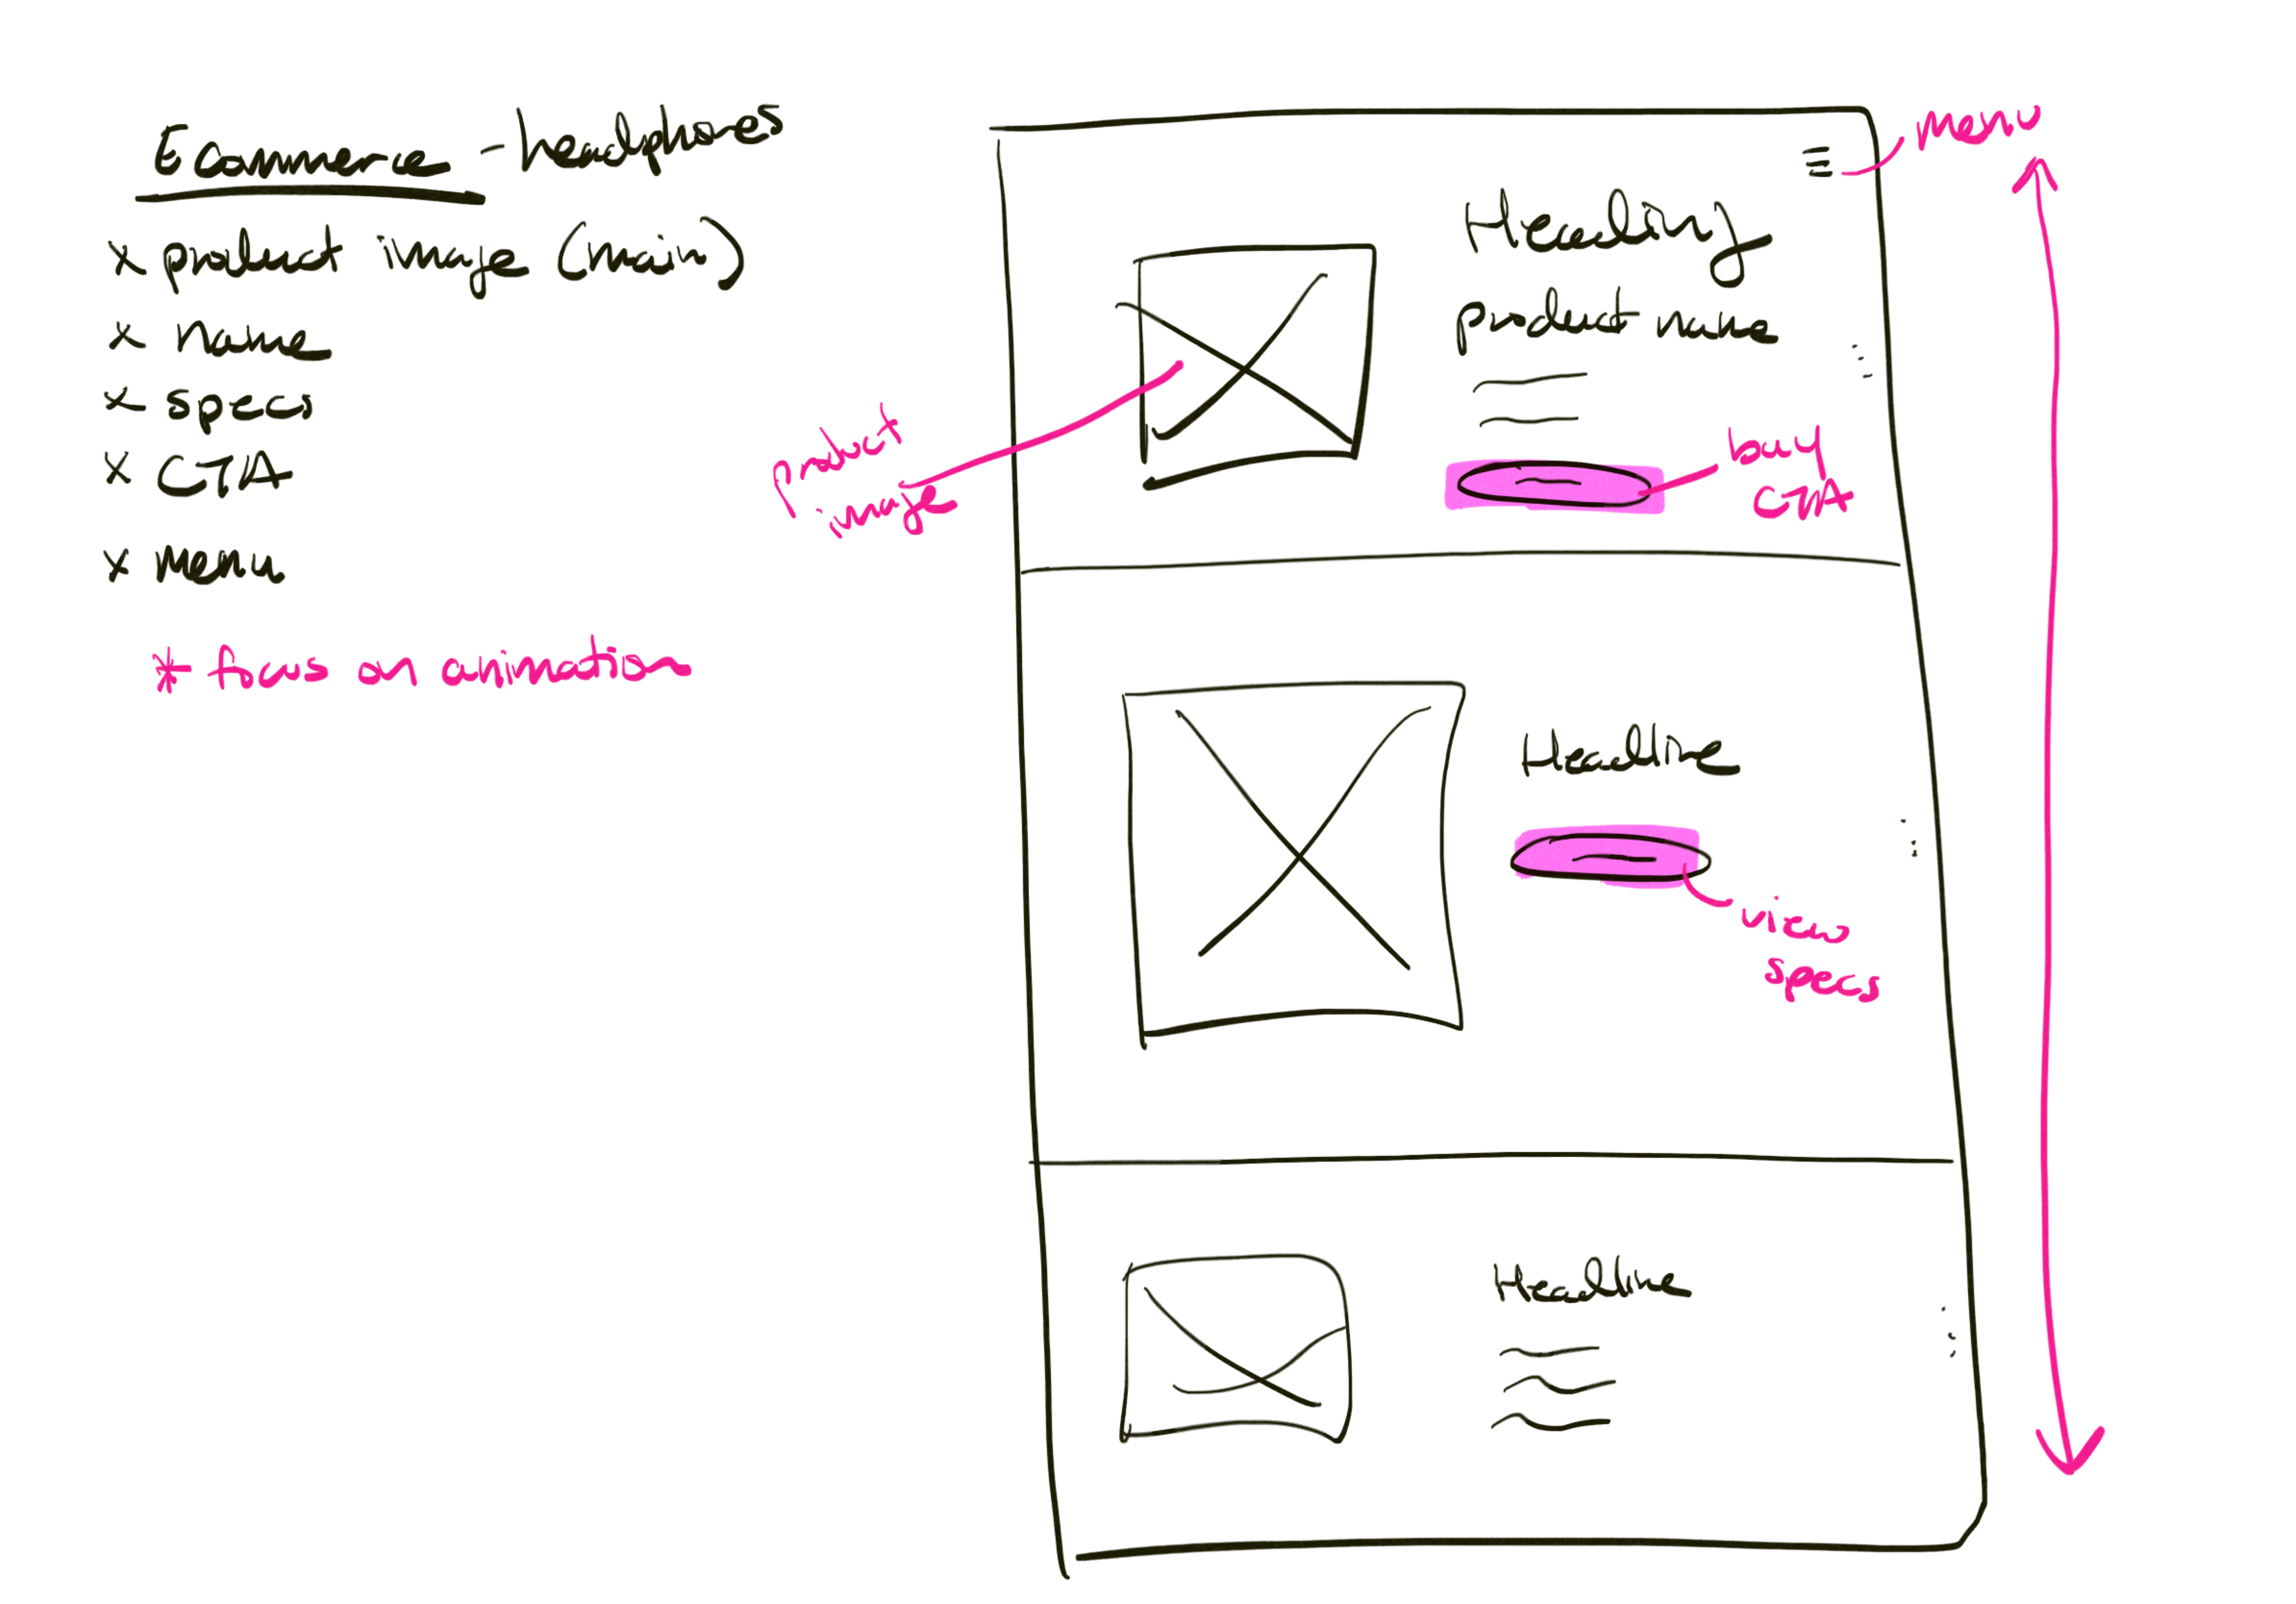 Ecommerce - headphones
x product image (main)
x name
x specs
x CTA
x menu
* focus on animation
menu
Heading
product name
product
image
buy
CTA
Headline
view
specs
Headline